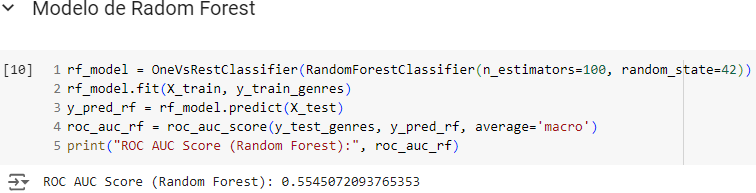 Modelo de Radom Forest
[10] 1 rf_model = OneVsRestClassifier(RandomForestClassifier(n_estimators=100, random_state=42))
2 rf_model.fit(X_train, y_train_genres)
3 y_pred_rf = rf_model.predict(X_test)
4 roc_auc_rf = roc_auc_score(y_test_genres, y_pred_rf, average='macro')
5 print("ROC AUC Score (Random Forest):", roc_auc_rf)
ROC AUC Score (Random Forest): 0.5545072093765353